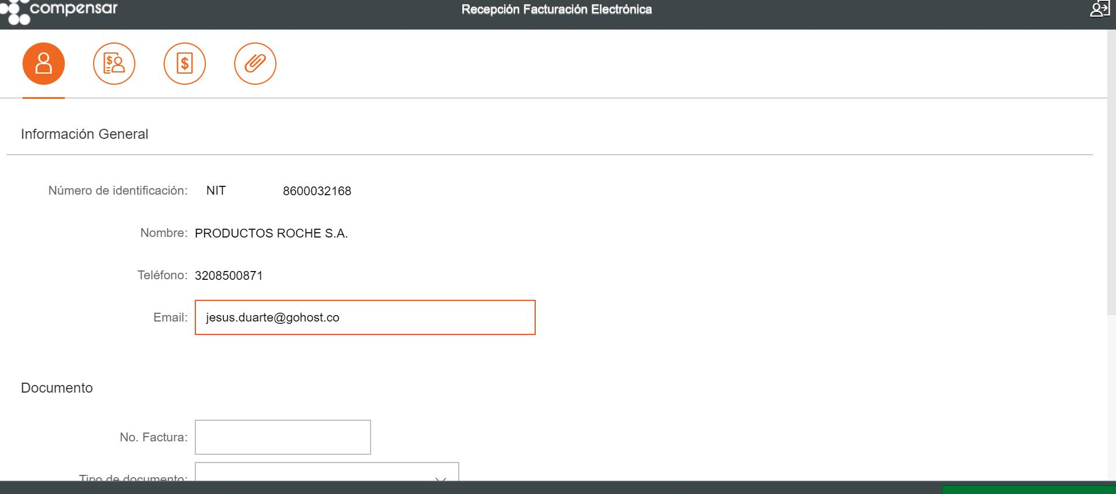 compensar
Recepción Facturación Electrónica
Información General
Número de identificación: NIT 8600032168
Nombre: PRODUCTOS ROCHE S.A.
Teléfono: 3208500871
Email: jesus.duarte@gohost.co
Documento
No. Factura:
Tipo de documento: